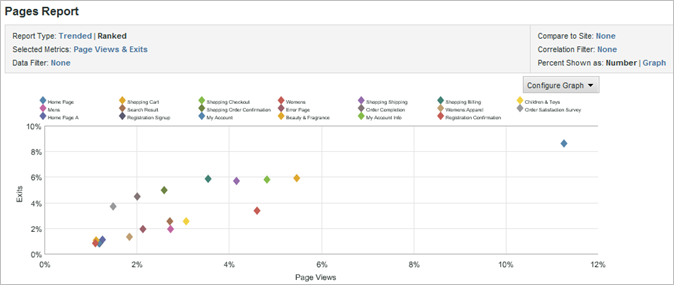 Pages Report
Report Type: Trended | Ranked
Selected Metrics: Page Views & Exits
Data Filter: None
Compare to Site: None
Correlation Filter: None
Percent Shown as: Number | Graph
Configure Graph
Home Page Shopping Cart Shopping Checkout Womens Shopping Shipping Shopping Billing Children & Toys
Mens Search Result Shopping Order Confirmation Error Page Order Completion Womens Apparel Order Satisfaction Survey
Home Page A Registration Signup My Account Beauty & Fragrance My Account Info Registration Confirmation
10%
8%
6%
4%
2%
0%
Exits
0% 2% 4% 6% 8% 10% 12%
Page Views